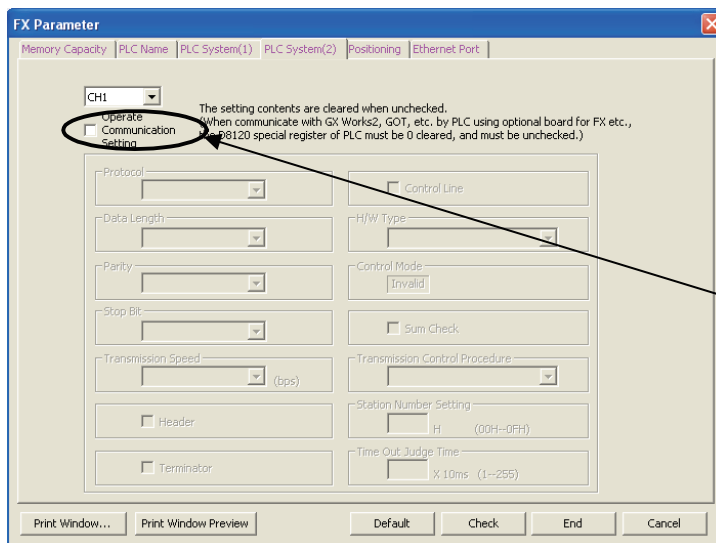 FX Parameter
Memory Capacity PLC Name PLC System(1) PLC System(2) Positioning Ethernet Port
CH1
Operate
Communication
Setting
The setting contents are cleared when unchecked.
(When communicate with GX Works2, GOT, etc. by PLC using optional board for FX etc.,
the D8120 special register of PLC must be 0 cleared, and must be unchecked.)
Protocol
Control Line
Data Length
H/W Type
Parity
Control Mode
Invalid
Stop Bit
Sum Check
Transmission Speed
(bps)
Transmission Control Procedure
Header
Station Number Setting
H (00H--0FH)
Terminator
Time Out Judge Time
X 10ms (1--255)
Print Window... Print Window Preview Default Check End Cancel